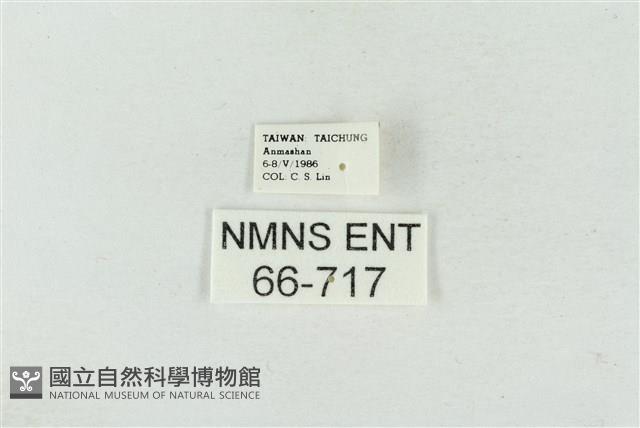 TAIWAN: TAICHUNG
Anmashan
6-8/V/1986
COL. C. S. Lin
NMNS ENT
66-717
國立自然科學博物館
NATIONAL MUSEUM OF NATURAL SCIENCE